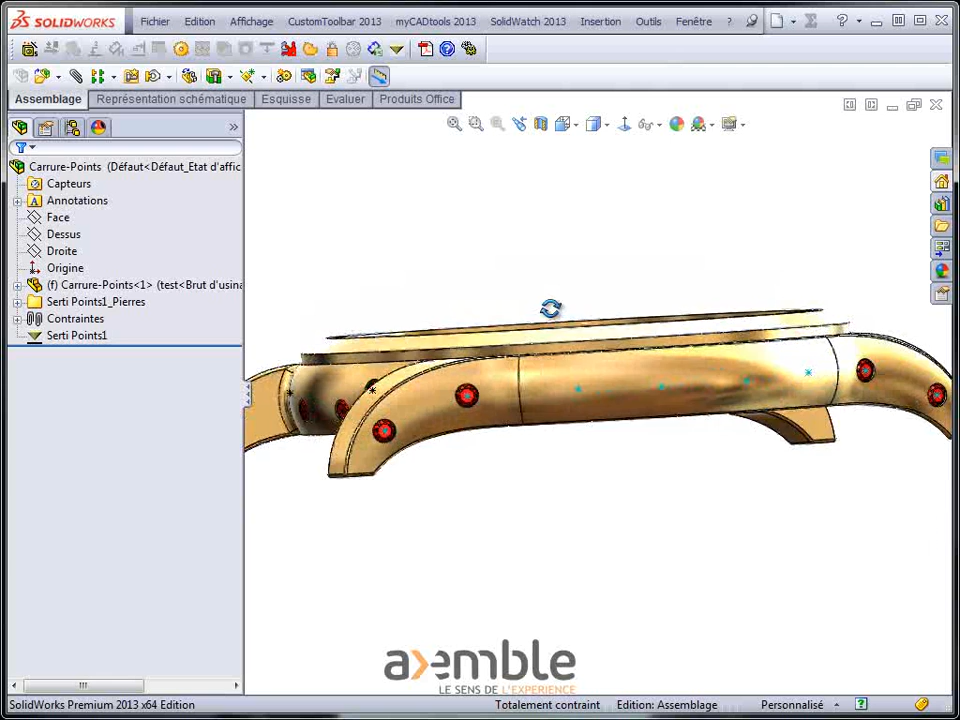 SOLIDWORKS Fichier Edition Affichage CustomToolbar 2013 myCADtools 2013 SolidWatch 2013 Insertion Outils Fenêtre ?
Assemblage Représentation schématique Esquisse Evaluer Produits Office
Carrure-Points (Défaut<Défaut_Etat d'affic
Capteurs
Annotations
Face
Dessus
Droite
Origine
(f) Carrure-Points<1> (test<Brut d'usina
Serti Points1_Pierres
Contraintes
Serti Points1
axemble
LE SENS DE L'EXPERIENCE
SolidWorks Premium 2013 x64 Edition Totalement contraint Edition: Assemblage Personnalisé